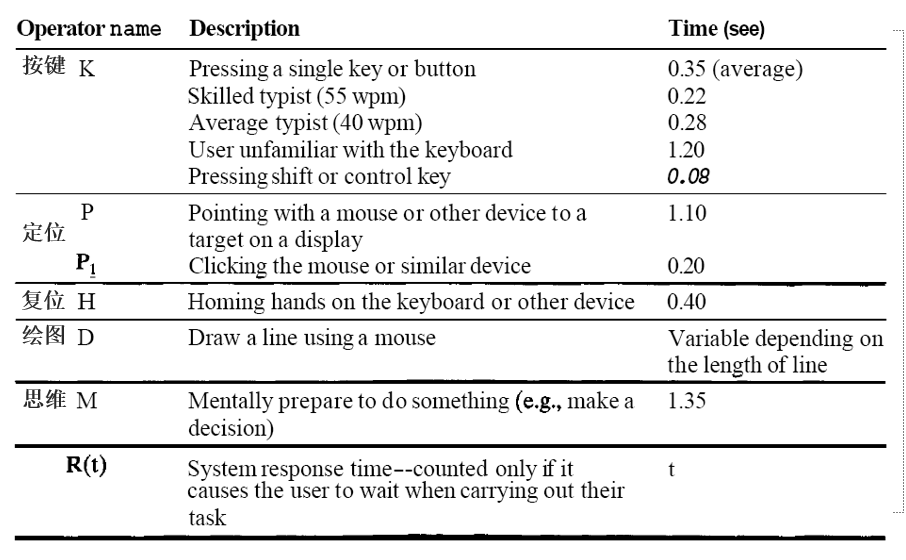 Operator name Description Time (see)
按键 K Pressing a single key or button 0.35 (average)
Skilled typist (55 wpm) 0.22
Average typist (40 wpm) 0.28
User unfamiliar with the keyboard 1.20
Pressing shift or control key 0.08
定位 P Pointing with a mouse or other device to a 1.10
target on a display
P1 Clicking the mouse or similar device 0.20
复位 H Homing hands on the keyboard or other device 0.40
绘图 D Draw a line using a mouse Variable depending on
the length of line
思维 M Mentally prepare to do something (e.g., make a 1.35
decision)
R(t) System response time--counted only if it t
causes the user to wait when carrying out their
task